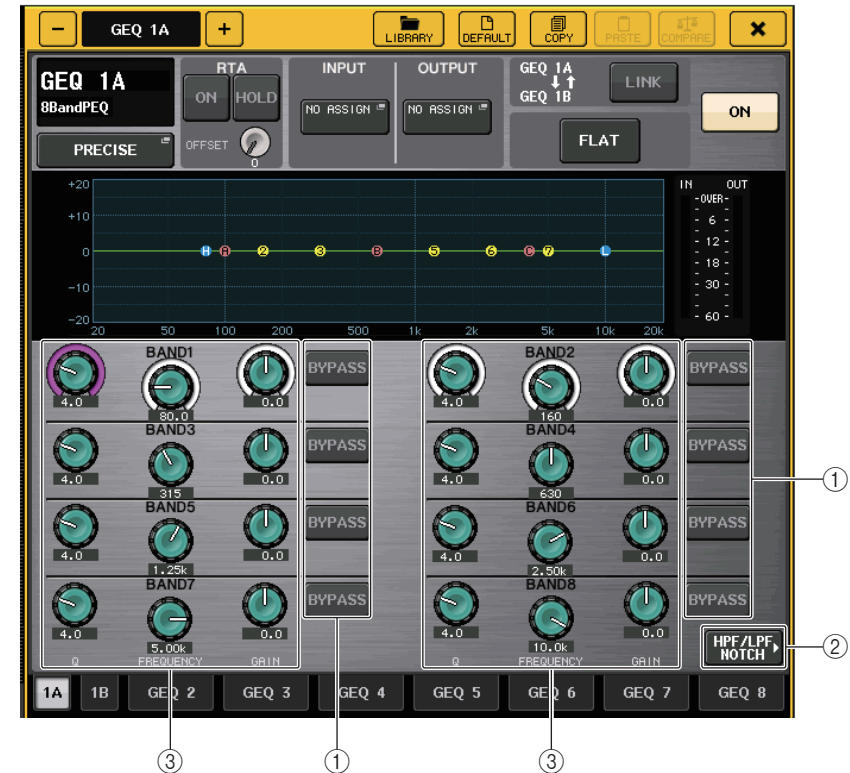 − GEQ 1A + LIBRARY DEFAULT COPY PASTE COMPARE ×
GEQ 1A
8BandPEQ
PRECISE
RTA
ON HOLD
OFFSET
0
INPUT
NO ASSIGN
OUTPUT
NO ASSIGN
GEQ 1A
GEQ 1B
LINK
FLAT
ON
+20
+10
0
−10
−20
H A 2 3 B 5 6 C 7 L
20 50 100 200 500 1k 2k 5k 10k 20k
IN OUT
-OVER-
- 6 -
- 12 -
- 18 -
- 30 -
- 60 -
BAND1
4.0 80.0 0.0
BYPASS
BAND2
4.0 160 0.0
BYPASS
BAND3
4.0 315 0.0
BYPASS
BAND4
4.0 630 0.0
BYPASS
BAND5
4.0 1.25k 0.0
BYPASS
BAND6
4.0 2.50k 0.0
BYPASS
BAND7
4.0 5.00k 0.0
BYPASS
BAND8
4.0 10.0k 0.0
BYPASS
Q FREQUENCY GAIN
Q FREQUENCY GAIN
HPF/LPF
NOTCH
1A 1B GEQ 2 GEQ 3 GEQ 4 GEQ 5 GEQ 6 GEQ 7 GEQ 8
①
②
③ ① ③